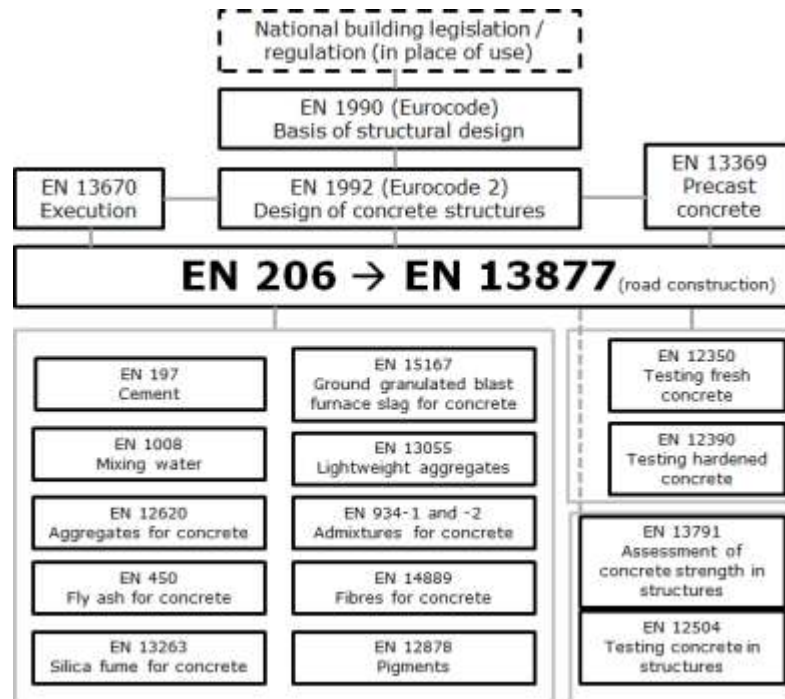 National building legislation /
regulation (in place of use)
EN 1990 (Eurocode)
Basis of structural design
EN 13670
Execution
EN 1992 (Eurocode 2)
Design of concrete structures
EN 13369
Precast
concrete
EN 206 → EN 13877 (road construction)
EN 197
Cement
EN 15167
Ground granulated blast
furnace slag for concrete
EN 1008
Mixing water
EN 13055
Lightweight aggregates
EN 12620
Aggregates for concrete
EN 934-1 and -2
Admixtures for concrete
EN 450
Fly ash for concrete
EN 14889
Fibres for concrete
EN 13263
Silica fume for concrete
EN 12878
Pigments
EN 12350
Testing fresh
concrete
EN 12390
Testing hardened
concrete
EN 13791
Assessment of
concrete strength in
structures
EN 12504
Testing concrete in
structures